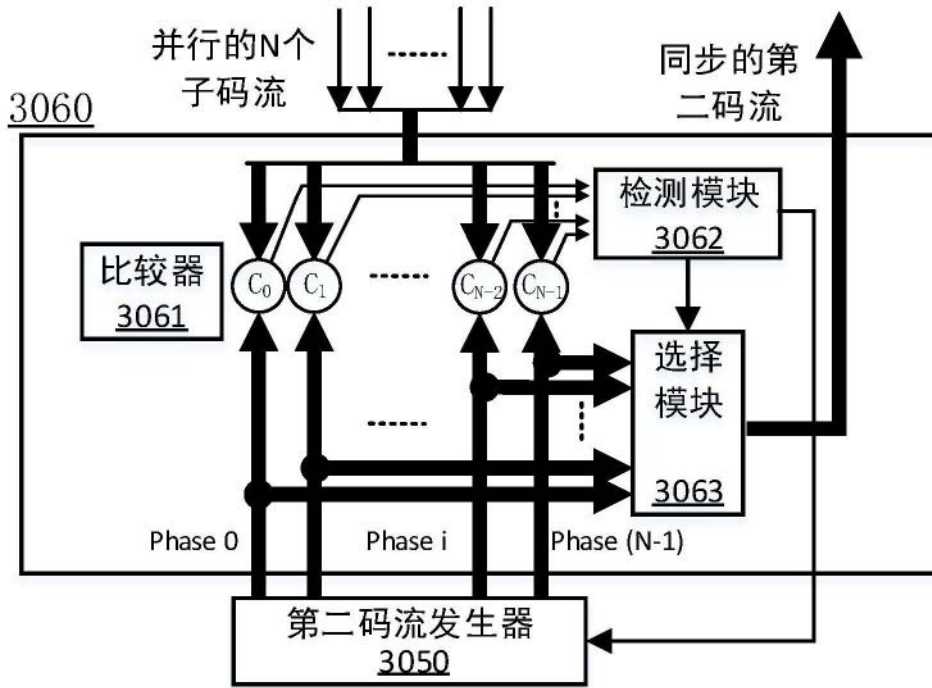 并行的N个
子码流
同步的第
二码流
3060
检测模块
3062
比较器
3061
C0
C1
CN-2
CN-1
选择
模块
3063
Phase 0
Phase i
Phase (N-1)
第二码流发生器
3050